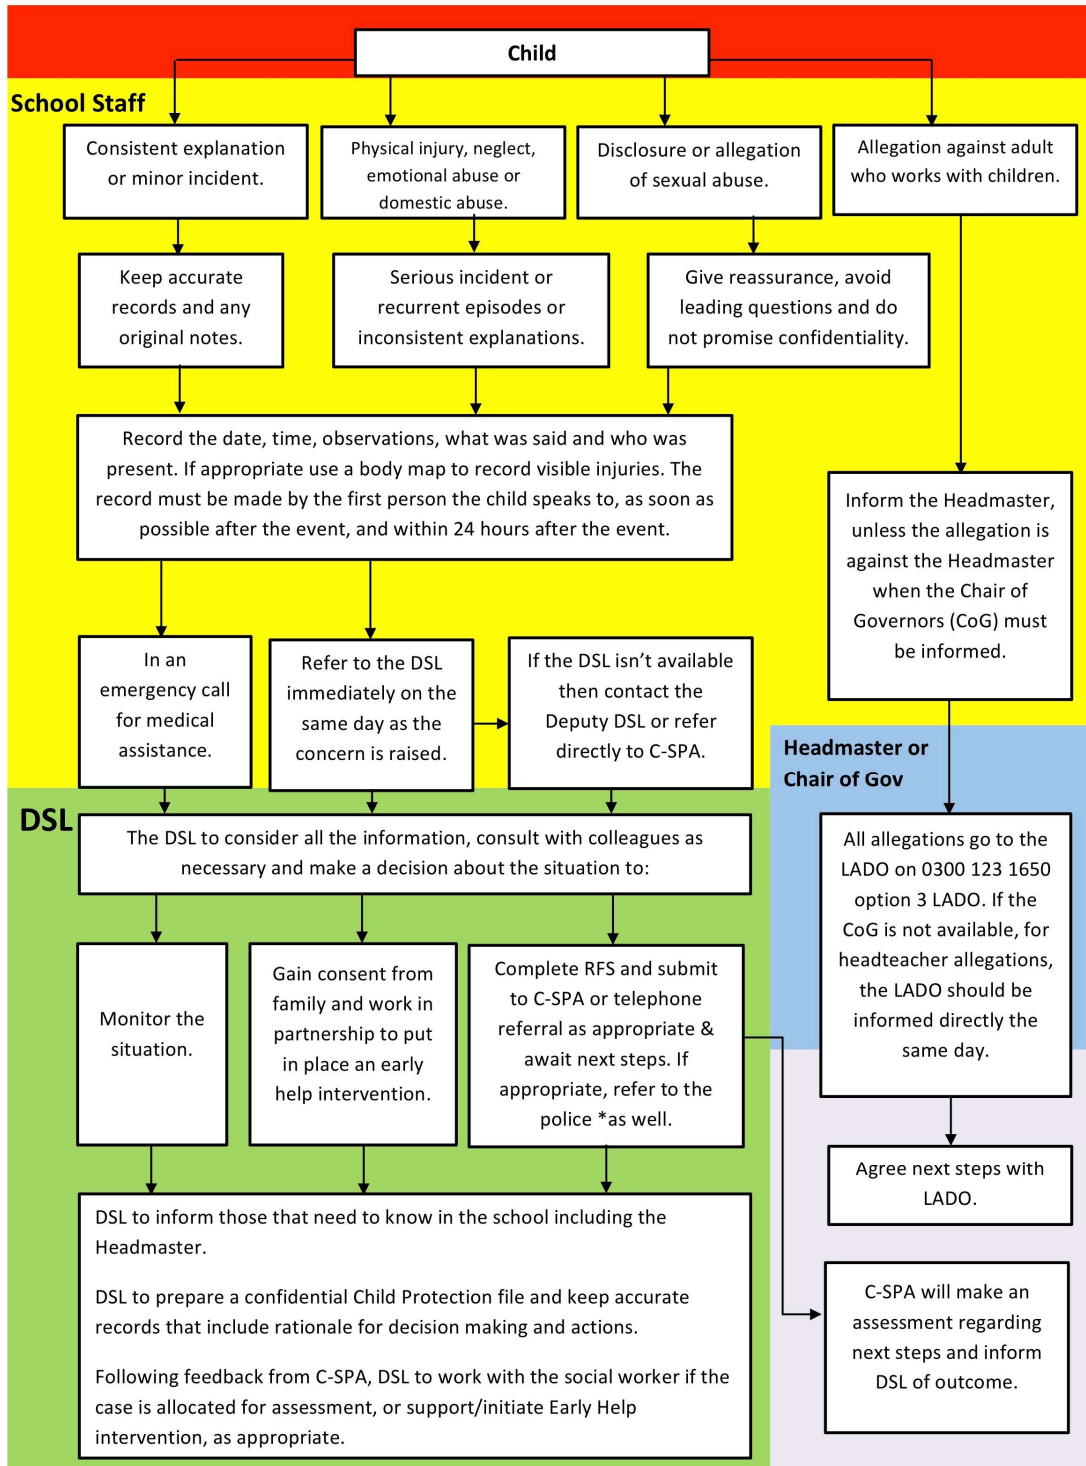 Child
School Staff
Consistent explanation
or minor incident.
Physical injury, neglect,
emotional abuse or
domestic abuse.
Disclosure or allegation
of sexual abuse.
Allegation against adult
who works with children.
Keep accurate
records and any
original notes.
Serious incident or
recurrent episodes or
inconsistent explanations.
Give reassurance, avoid
leading questions and do
not promise confidentiality.
Record the date, time, observations, what was said and who was
present. If appropriate use a body map to record visible injuries. The
record must be made by the first person the child speaks to, as soon as
possible after the event, and within 24 hours after the event.
Inform the Headmaster,
unless the allegation is
against the Headmaster
when the Chair of
Governors (CoG) must
be informed.
In an
emergency call
for medical
assistance.
Refer to the DSL
immediately on the
same day as the
concern is raised.
If the DSL isn’t available
then contact the
Deputy DSL or refer
directly to C-SPA.
Headmaster or
Chair of Gov
DSL
The DSL to consider all the information, consult with colleagues as
necessary and make a decision about the situation to:
All allegations go to the
LADO on 0300 123 1650
option 3 LADO. If the
CoG is not available, for
headteacher allegations,
the LADO should be
informed directly the
same day.
Monitor the
situation.
Gain consent from
family and work in
partnership to put
in place an early
help intervention.
Complete RFS and submit
to C-SPA or telephone
referral as appropriate &
await next steps. If
appropriate, refer to the
police *as well.
Agree next steps with
LADO.
DSL to inform those that need to know in the school including the
Headmaster.
DSL to prepare a confidential Child Protection file and keep accurate
records that include rationale for decision making and actions.
Following feedback from C-SPA, DSL to work with the social worker if the
case is allocated for assessment, or support/initiate Early Help
intervention, as appropriate.
C-SPA will make an
assessment regarding
next steps and inform
DSL of outcome.